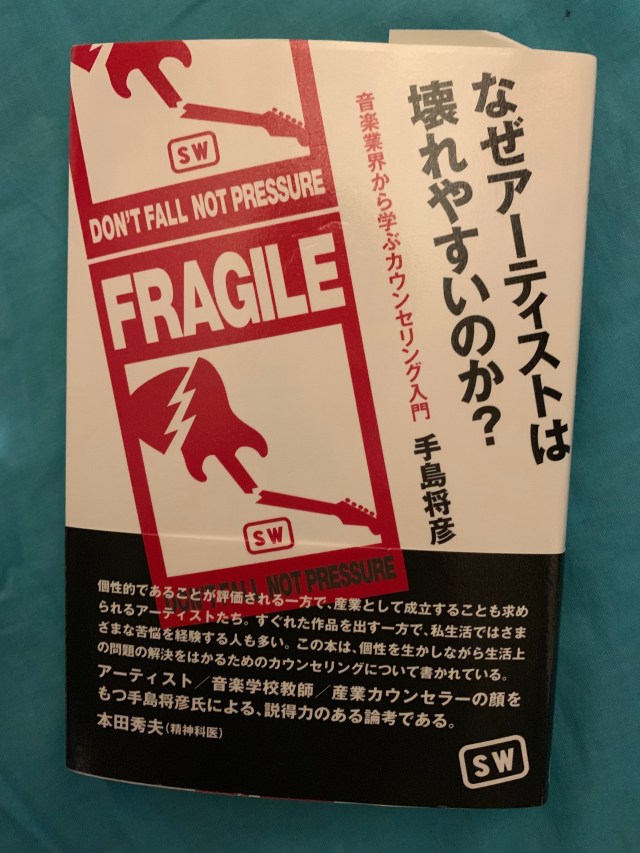 なぜアーティストは
壊れやすいのか?
音楽業界から学ぶカウンセリング入門
手島将彦
SW
DON'T FALL NOT PRESSURE
FRAGILE
SW
DON'T FALL NOT PRESSURE
個性的であることが評価される一方で、産業として成立することも求め
られるアーティストたち。すぐれた作品を出す一方で、私生活ではさま
ざまな苦悩を経験する人も多い。この本は、個性を生かしながら生活上
の問題の解決をはかるためのカウンセリングについて書かれている。
アーティスト/音楽学校教師/産業カウンセラーの顔を
もつ手島将彦氏による、説得力のある論考である。
本田秀夫(精神科医)
SW